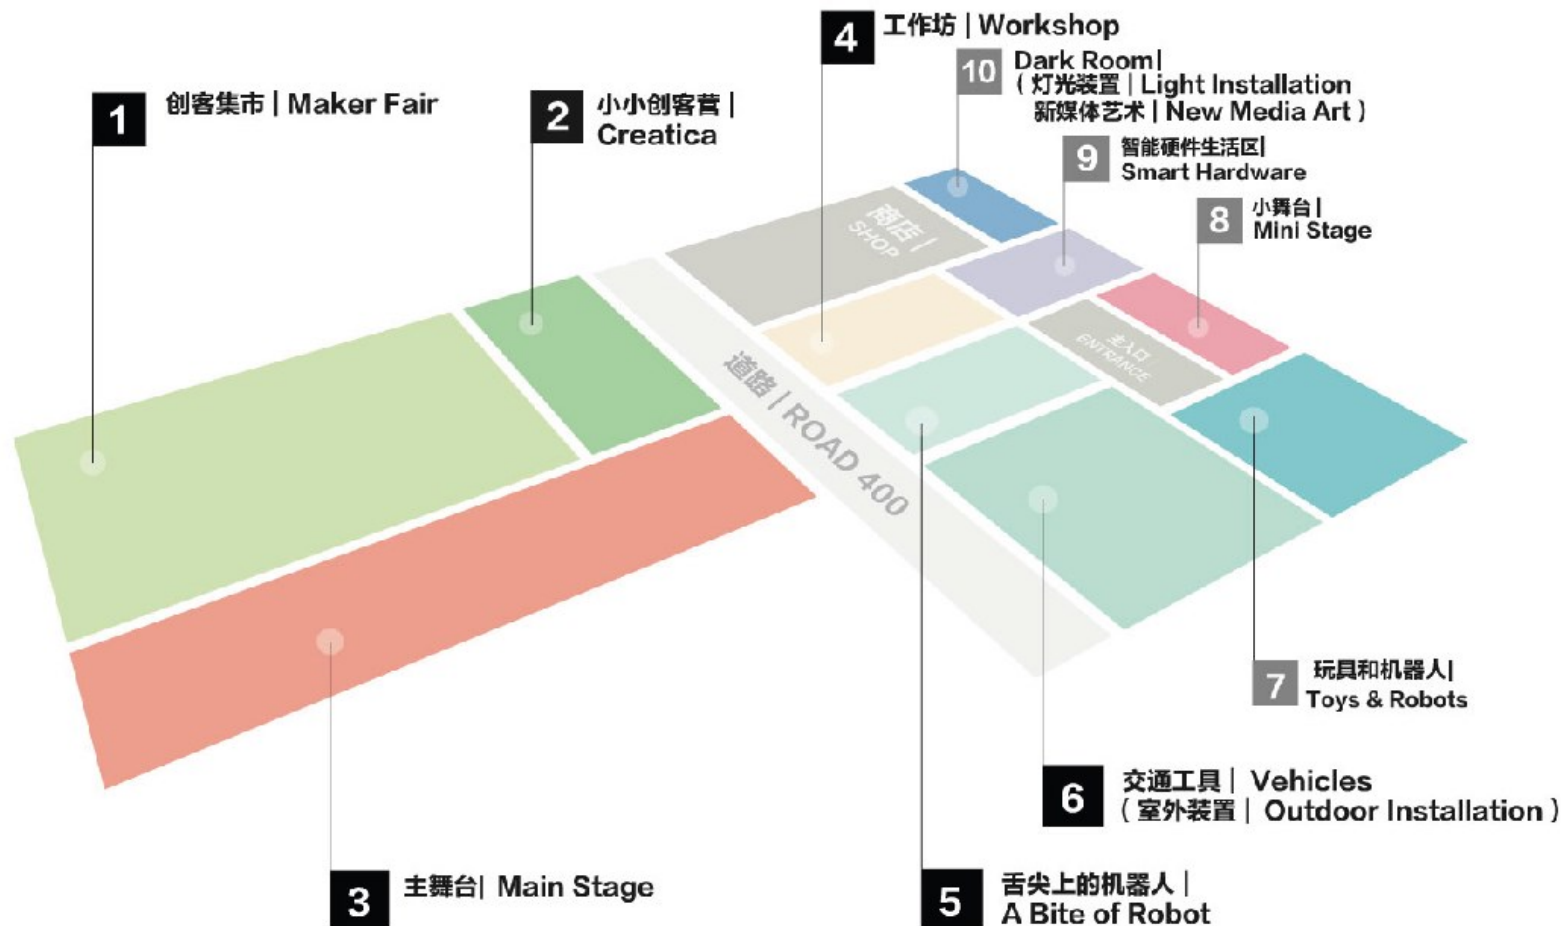 1
创客集市 | Maker Fair
2
小小创客营 |
Creatica
3
主舞台| Main Stage
4
工作坊 | Workshop
5
舌尖上的机器人 |
A Bite of Robot
6
交通工具 | Vehicles
( 室外装置 | Outdoor Installation )
7
玩具和机器人|
Toys & Robots
8
小舞台 |
Mini Stage
9
智能硬件生活区|
Smart Hardware
10
Dark Room|
( 灯光装置 | Light Installation
新媒体艺术 | New Media Art )
商店 |
SHOP
道路 | ROAD 400
主入口
ENTRANCE